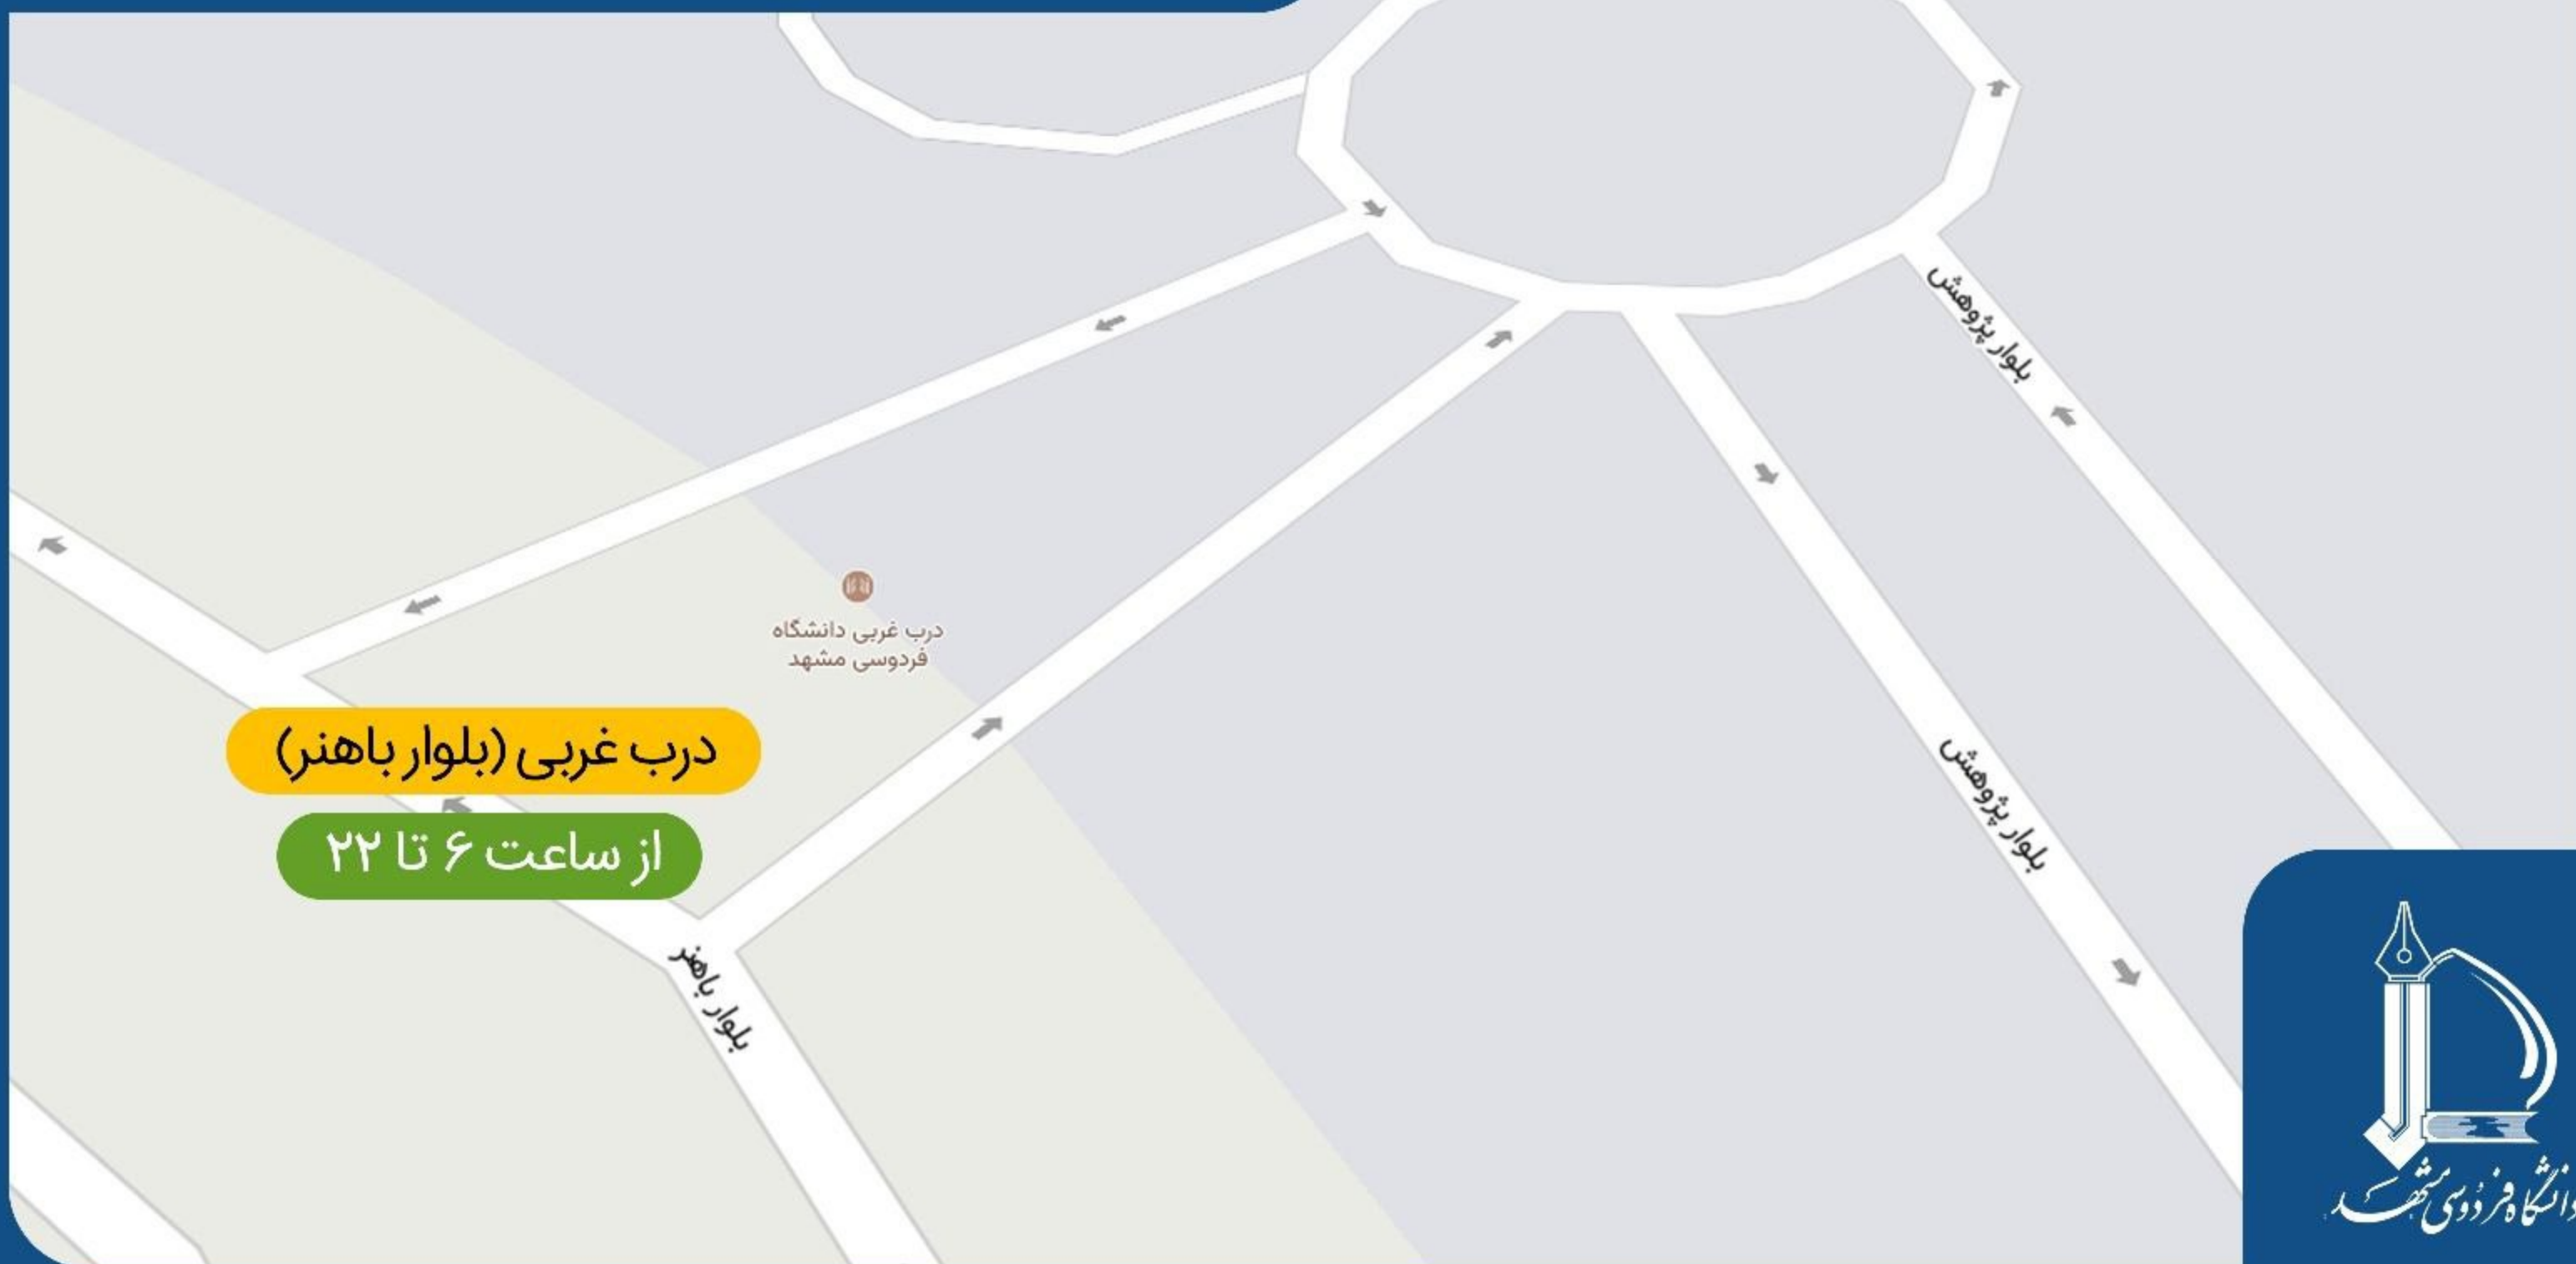 بلوار پژوهش
درب غربی دانشگاه
فردوسی مشهد
درب غربی (بلوار باهنر)
از ساعت ۶ تا ۲۲
بلوار پژوهش
بلوار باهنر
دانشگاه فردوسی مشهد